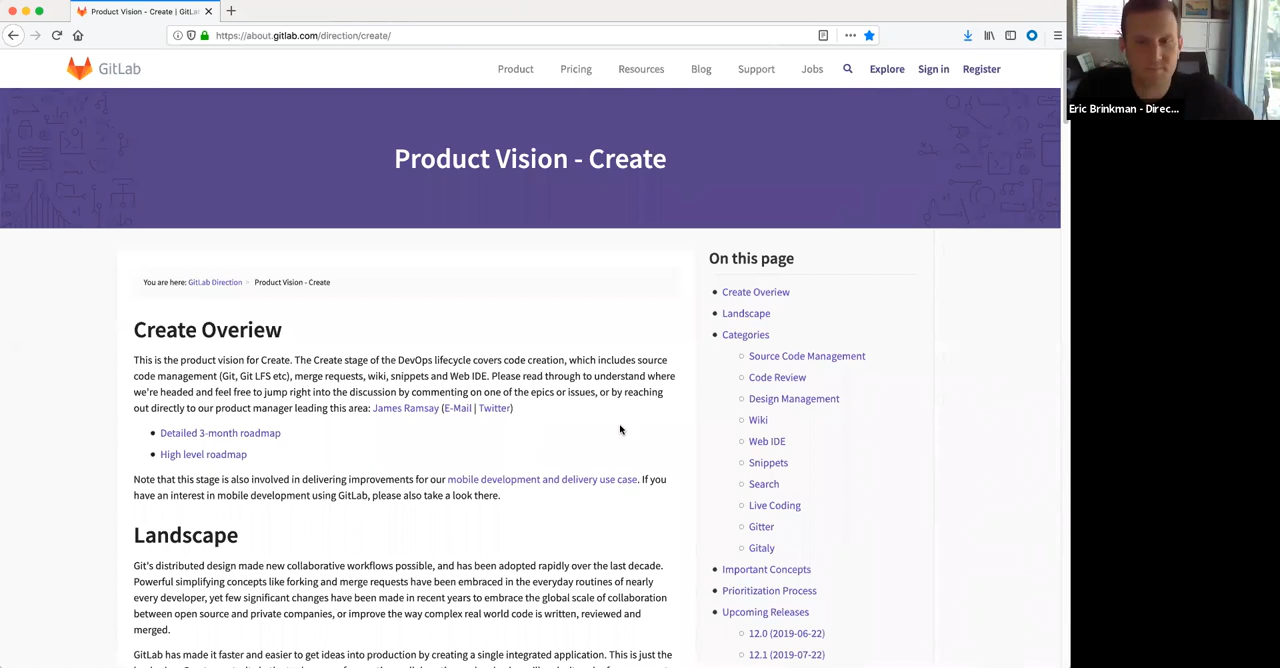 Product Vision - Create | GitLa
https://about.gitlab.com/direction/create/
GitLab
Product Pricing Resources Blog Support Jobs Explore Sign in Register
Eric Brinkman - Direc...
Product Vision - Create
You are here: GitLab Direction Product Vision - Create
Create Overiew
This is the product vision for Create. The Create stage of the DevOps lifecycle covers code creation, which includes source
code management (Git, Git LFS etc), merge requests, wiki, snippets and Web IDE. Please read through to understand where
we're headed and feel free to jump right into the discussion by commenting on one of the epics or issues, or by reaching
out directly to our product manager leading this area: James Ramsay (E-Mail | Twitter)
• Detailed 3-month roadmap
• High level roadmap
Note that this stage is also involved in delivering improvements for our mobile development and delivery use case. If you
have an interest in mobile development using GitLab, please also take a look there.
Landscape
Git's distributed design made new collaborative workflows possible, and has been adopted rapidly over the last decade.
Powerful simplifying concepts like forking and merge requests have been embraced in the everyday routines of nearly
every developer, yet few significant changes have been made in recent years to embrace the global scale of collaboration
between open source and private companies, or improve the way complex real world code is written, reviewed and
merged.
GitLab has made it faster and easier to get ideas into production by creating a single integrated application. This is just the
On this page
• Create Overiew
• Landscape
• Categories
○ Source Code Management
○ Code Review
○ Design Management
○ Wiki
○ Web IDE
○ Snippets
○ Search
○ Live Coding
○ Gitter
○ Gitaly
• Important Concepts
• Prioritization Process
• Upcoming Releases
○ 12.0 (2019-06-22)
○ 12.1 (2019-07-22)